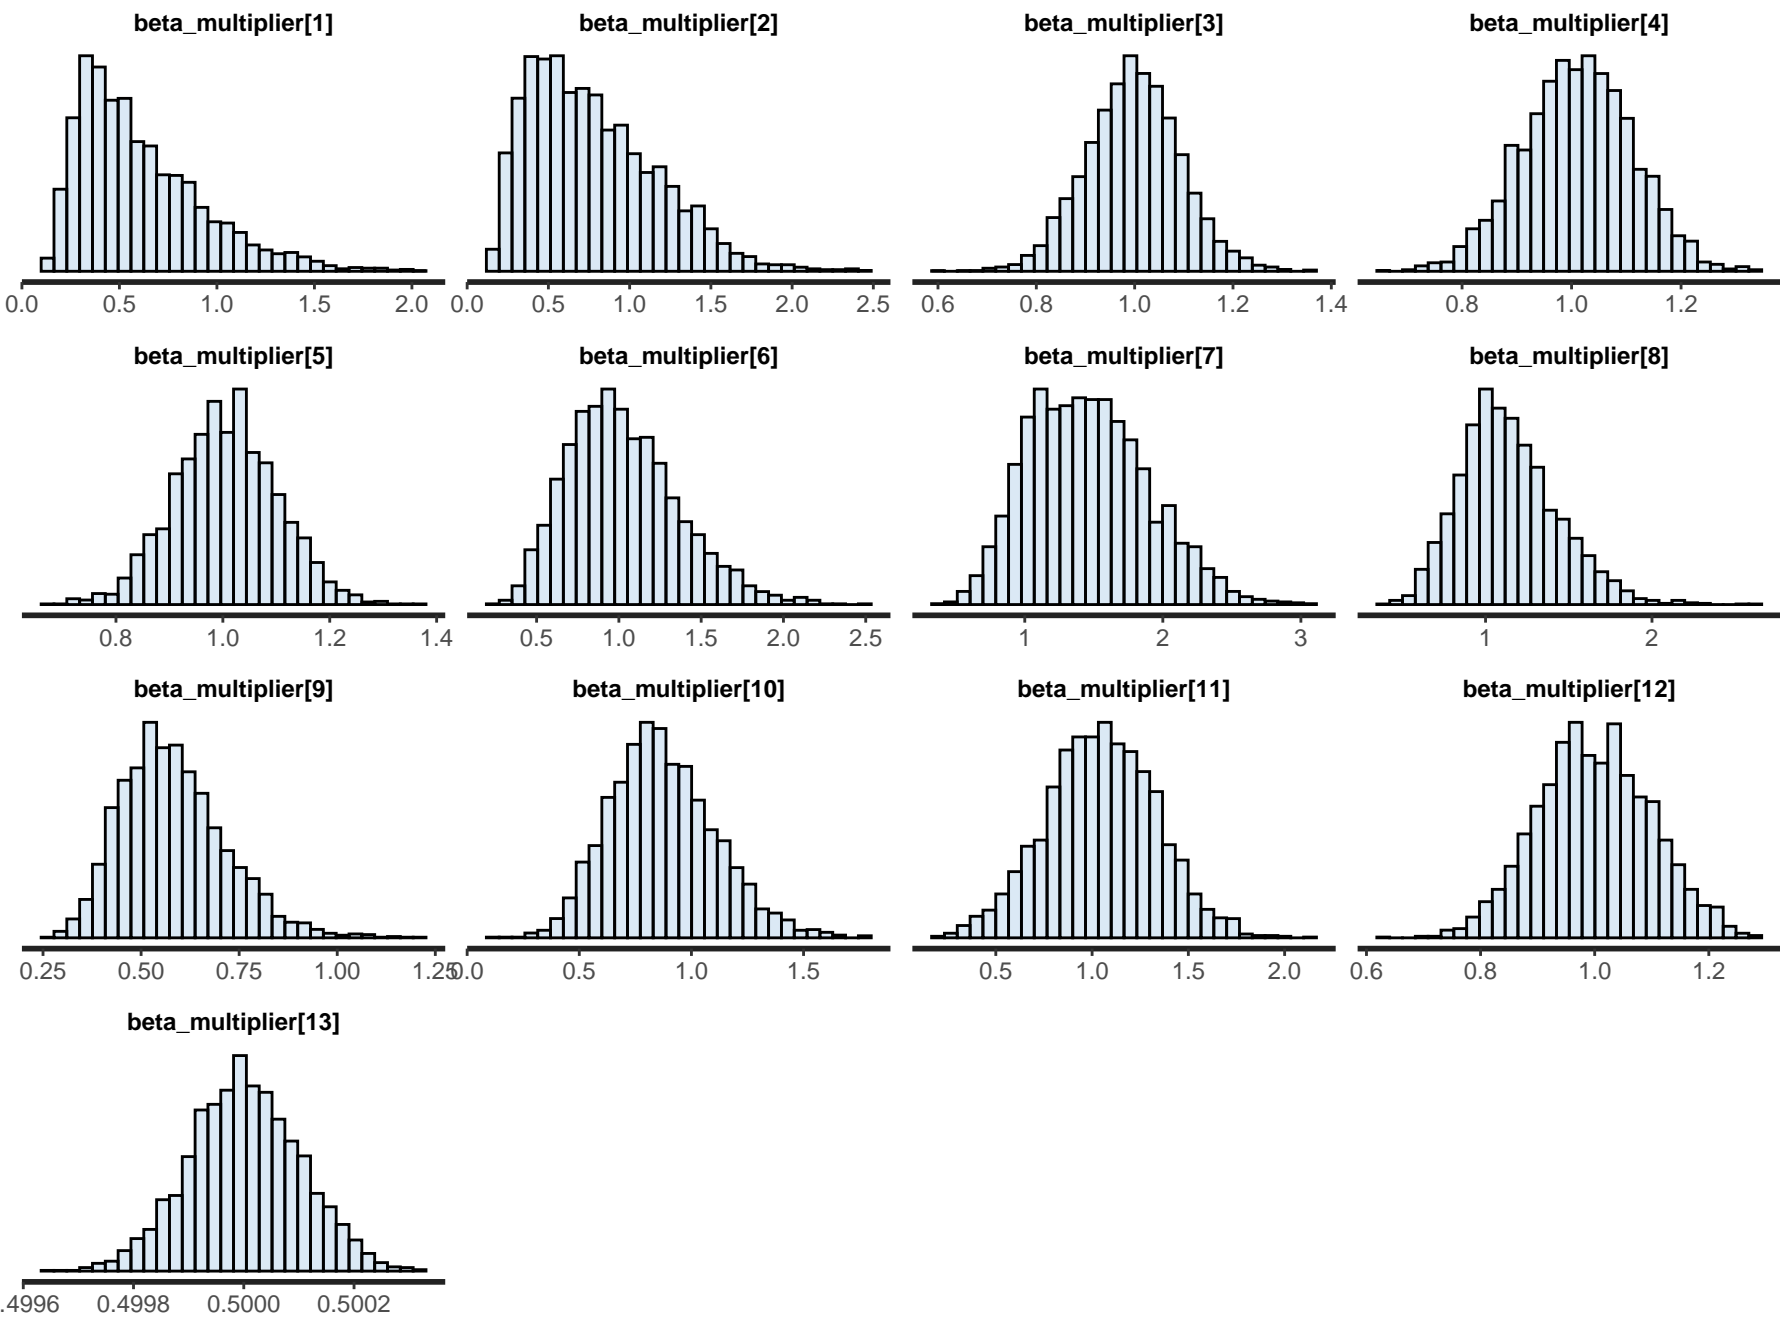 beta_multiplier[1] beta_multiplier[2] beta_multiplier[3] beta_multiplier[4]
0.0 0.5 1.0 1.5 2.0 0.0 0.5 1.0 1.5 2.0 2.5 0.6 0.8 1.0 1.2 1.4 0.8 1.0 1.2
beta_multiplier[5] beta_multiplier[6] beta_multiplier[7] beta_multiplier[8]
0.8 1.0 1.2 1.4 0.5 1.0 1.5 2.0 2.5 1 2 3 1 2
beta_multiplier[9] beta_multiplier[10] beta_multiplier[11] beta_multiplier[12]
0.25 0.50 0.75 1.00 1.25 0.0 0.5 1.0 1.5 0.5 1.0 1.5 2.0 0.6 0.8 1.0 1.2
beta_multiplier[13]
.4996 0.4998 0.5000 0.5002